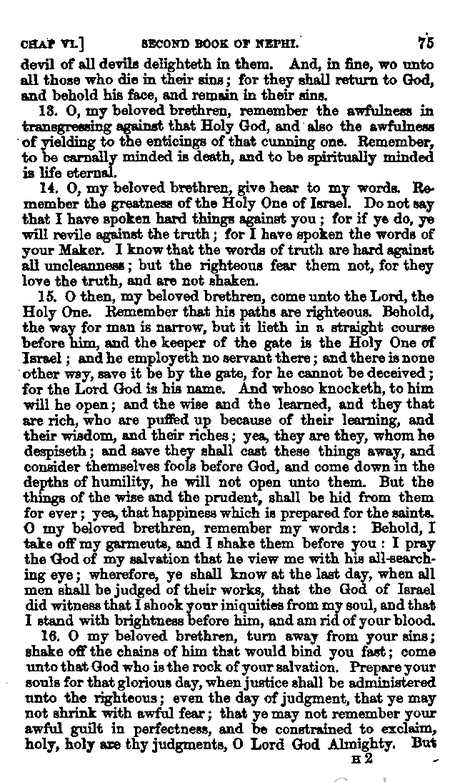 CHAP VI.] SECOND BOOK OF NEPHI. 75
devil of all devils delighteth in them. And, in fine, wo unto
all those who die in their sins; for they shall return to God,
and behold his face, and remain in their sins.
13. O, my beloved brethren, remember the awfulness in
transgressing against that Holy God, and also the awfulness
of yielding to the enticings of that cunning one. Remember,
to be carnally minded is death, and to be spiritually minded
is life eternal.
14. O, my beloved brethren, give hear to my words. Re-
member the greatness of the Holy One of Israel. Do not say
that I have spoken hard things against you; for if ye do, ye
will revile against the truth; for I have spoken the words of
your Maker. I know that the words of truth are hard against
all uncleanness; but the righteous fear them not, for they
love the truth, and are not shaken.
15. O then, my beloved brethren, come unto the Lord, the
Holy One. Remember that his paths are righteous. Behold,
the way for man is narrow, but it lieth in a straight course
before him, and the keeper of the gate is the Holy One of
Israel; and he employeth no servant there; and there is none
other way, save it be by the gate, for he cannot be deceived;
for the Lord God is his name. And whoso knocketh, to him
will he open; and the wise and the learned, and they that
are rich, who are puffed up because of their learning, and
their wisdom, and their riches; yea, they are they, whom he
despiseth; and save they shall cast these things away, and
consider themselves fools before God, and come down in the
depths of humility, he will not open unto them. But the
things of the wise and the prudent, shall be hid from them
for ever; yea, that happiness which is prepared for the saints.
O my beloved brethren, remember my words: Behold, I
take off my garments, and I shake them before you: I pray
the God of my salvation that he view me with his all-search-
ing eye; wherefore, ye shall know at the last day, when all
men shall be judged of their works, that the God of Israel
did witness that I shook your iniquities from my soul, and that
I stand with brightness before him, and am rid of your blood.
16. O my beloved brethren, turn away from your sins;
shake off the chains of him that would bind you fast; come
unto that God who is the rock of your salvation. Prepare your
souls for that glorious day, when justice shall be administered
unto the righteous; even the day of judgment, that ye may
not shrink with awful fear; that ye may not remember your
awful guilt in perfectness, and be constrained to exclaim,
holy, holy are thy judgments, O Lord God Almighty. But
H 2